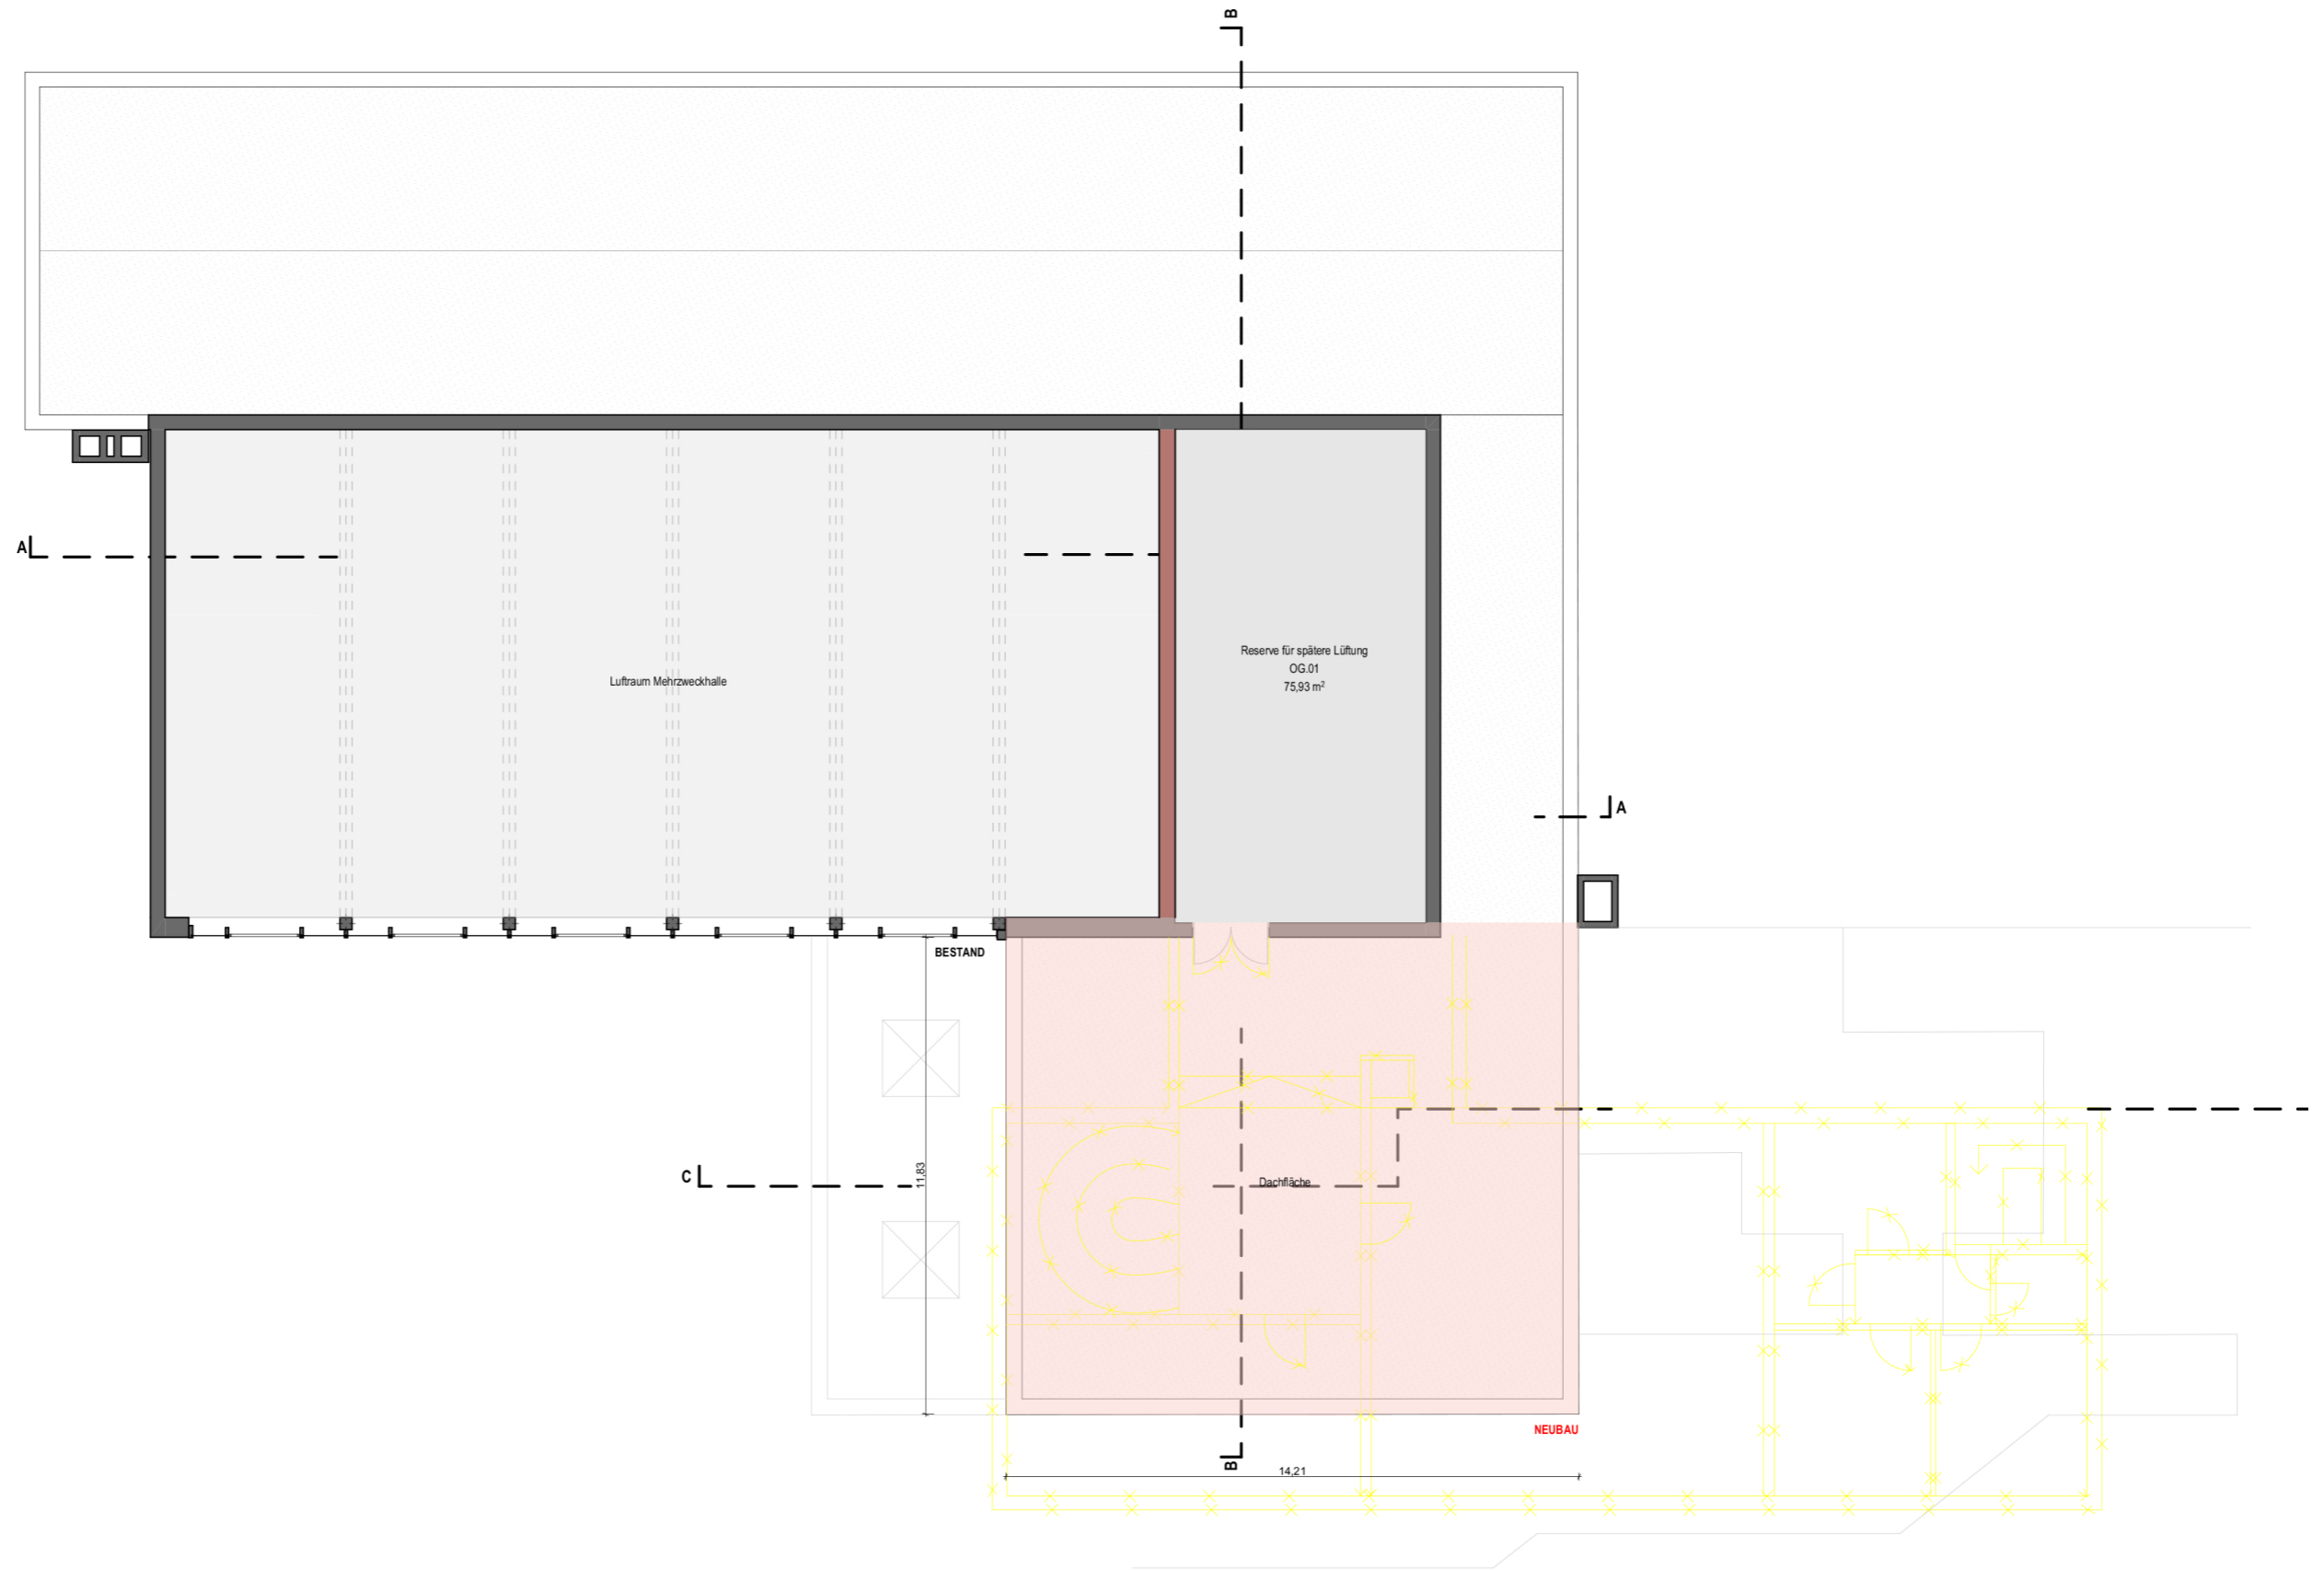 B
A
Reserve für spätere Lüftung
OG.01
75,93 m²
Luftraum Mehrzweckhalle
A
BESTAND
11,83
C
Dachfläche
NEUBAU
B
14,21